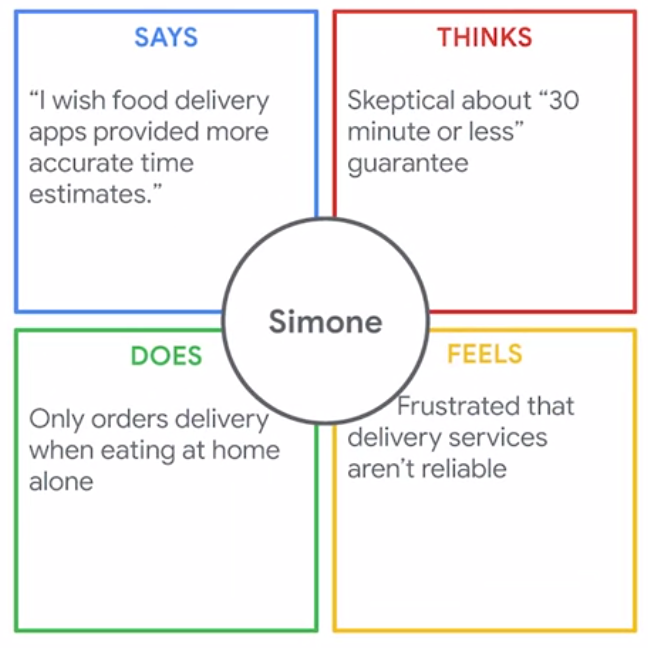 SAYS
“I wish food delivery
apps provided more
accurate time
estimates.”
THINKS
Skeptical about “30
minute or less”
guarantee
Simone
DOES
Only orders delivery
when eating at home
alone
FEELS
Frustrated that
delivery services
aren’t reliable